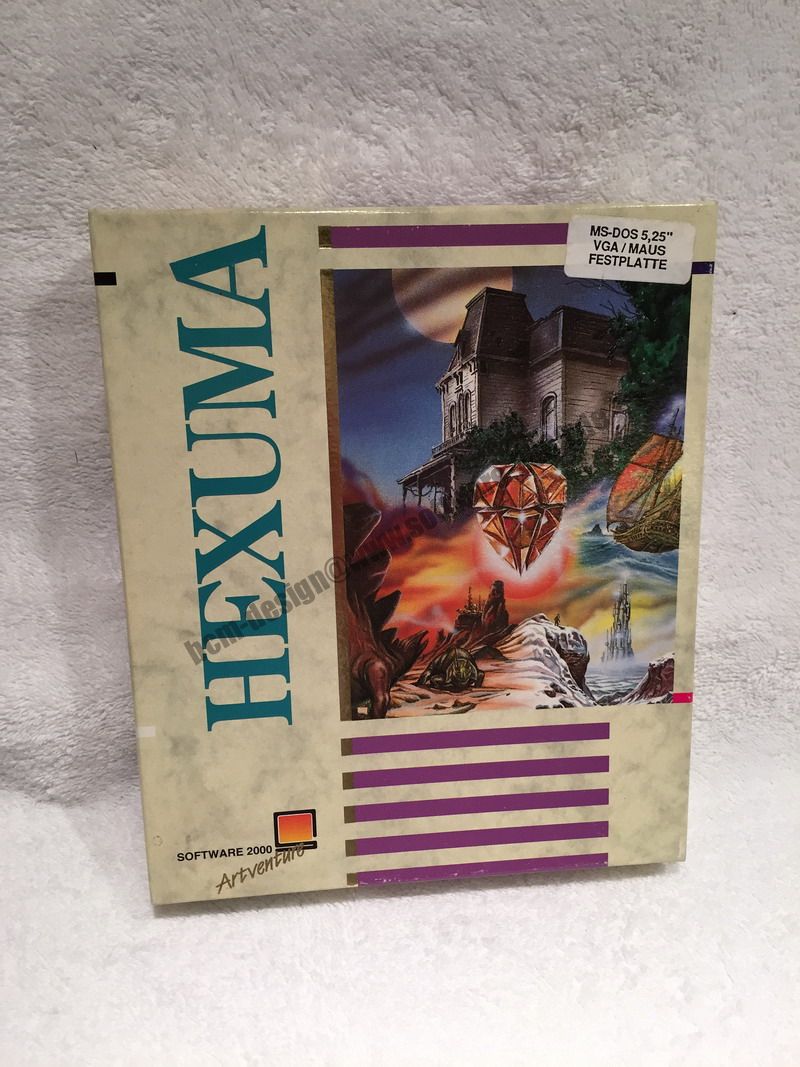 HEXUMA
MS-DOS 5,25"
VGA / MAUS
FESTPLATTE
SOFTWARE 2000
Artventure